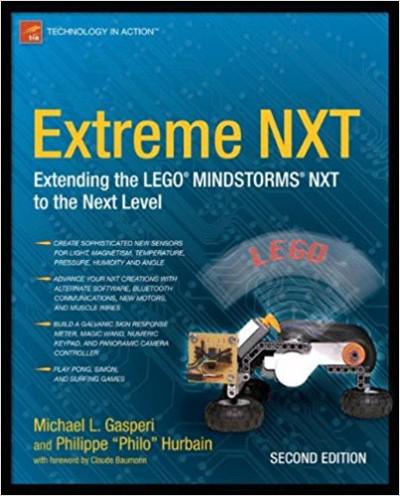 TECHNOLOGY IN ACTION™
Extreme NXT
Extending the LEGO® MINDSTORMS® NXT
to the Next Level
CREATE SOPHISTICATED NEW SENSORS
FOR LIGHT, MAGNETISM, TEMPERATURE,
PRESSURE, HUMIDITY AND ANGLE
ADVANCE YOUR NXT CREATIONS WITH
ALTERNATE SOFTWARE, BLUETOOTH
COMMUNICATIONS, NEW MOTORS,
AND MUSCLE WIRES
BUILD A GALVANIC SKIN RESPONSE
METER, MAGIC WAND, NUMERIC
KEYPAD, AND PANORAMIC CAMERA
CONTROLLER
PLAY PONG, SIMON,
AND SURFING GAMES
LEGO
Michael L. Gasperi
and Philippe "Philo" Hurbain
with foreword by Claude Baumann
SECOND EDITION